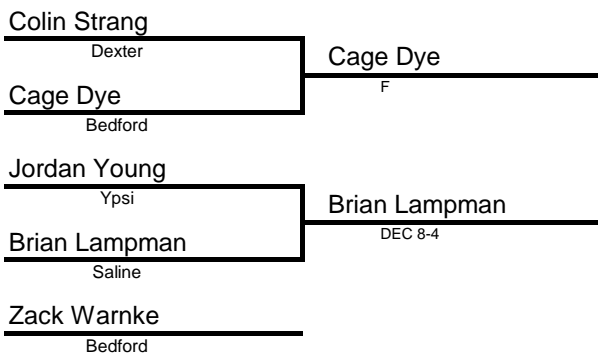 Colin Strang
Dexter
Cage Dye
F
Cage Dye
Bedford
Jordan Young
Ypsi
Brian Lampman
DEC 8-4
Brian Lampman
Saline
Zack Warnke
Bedford